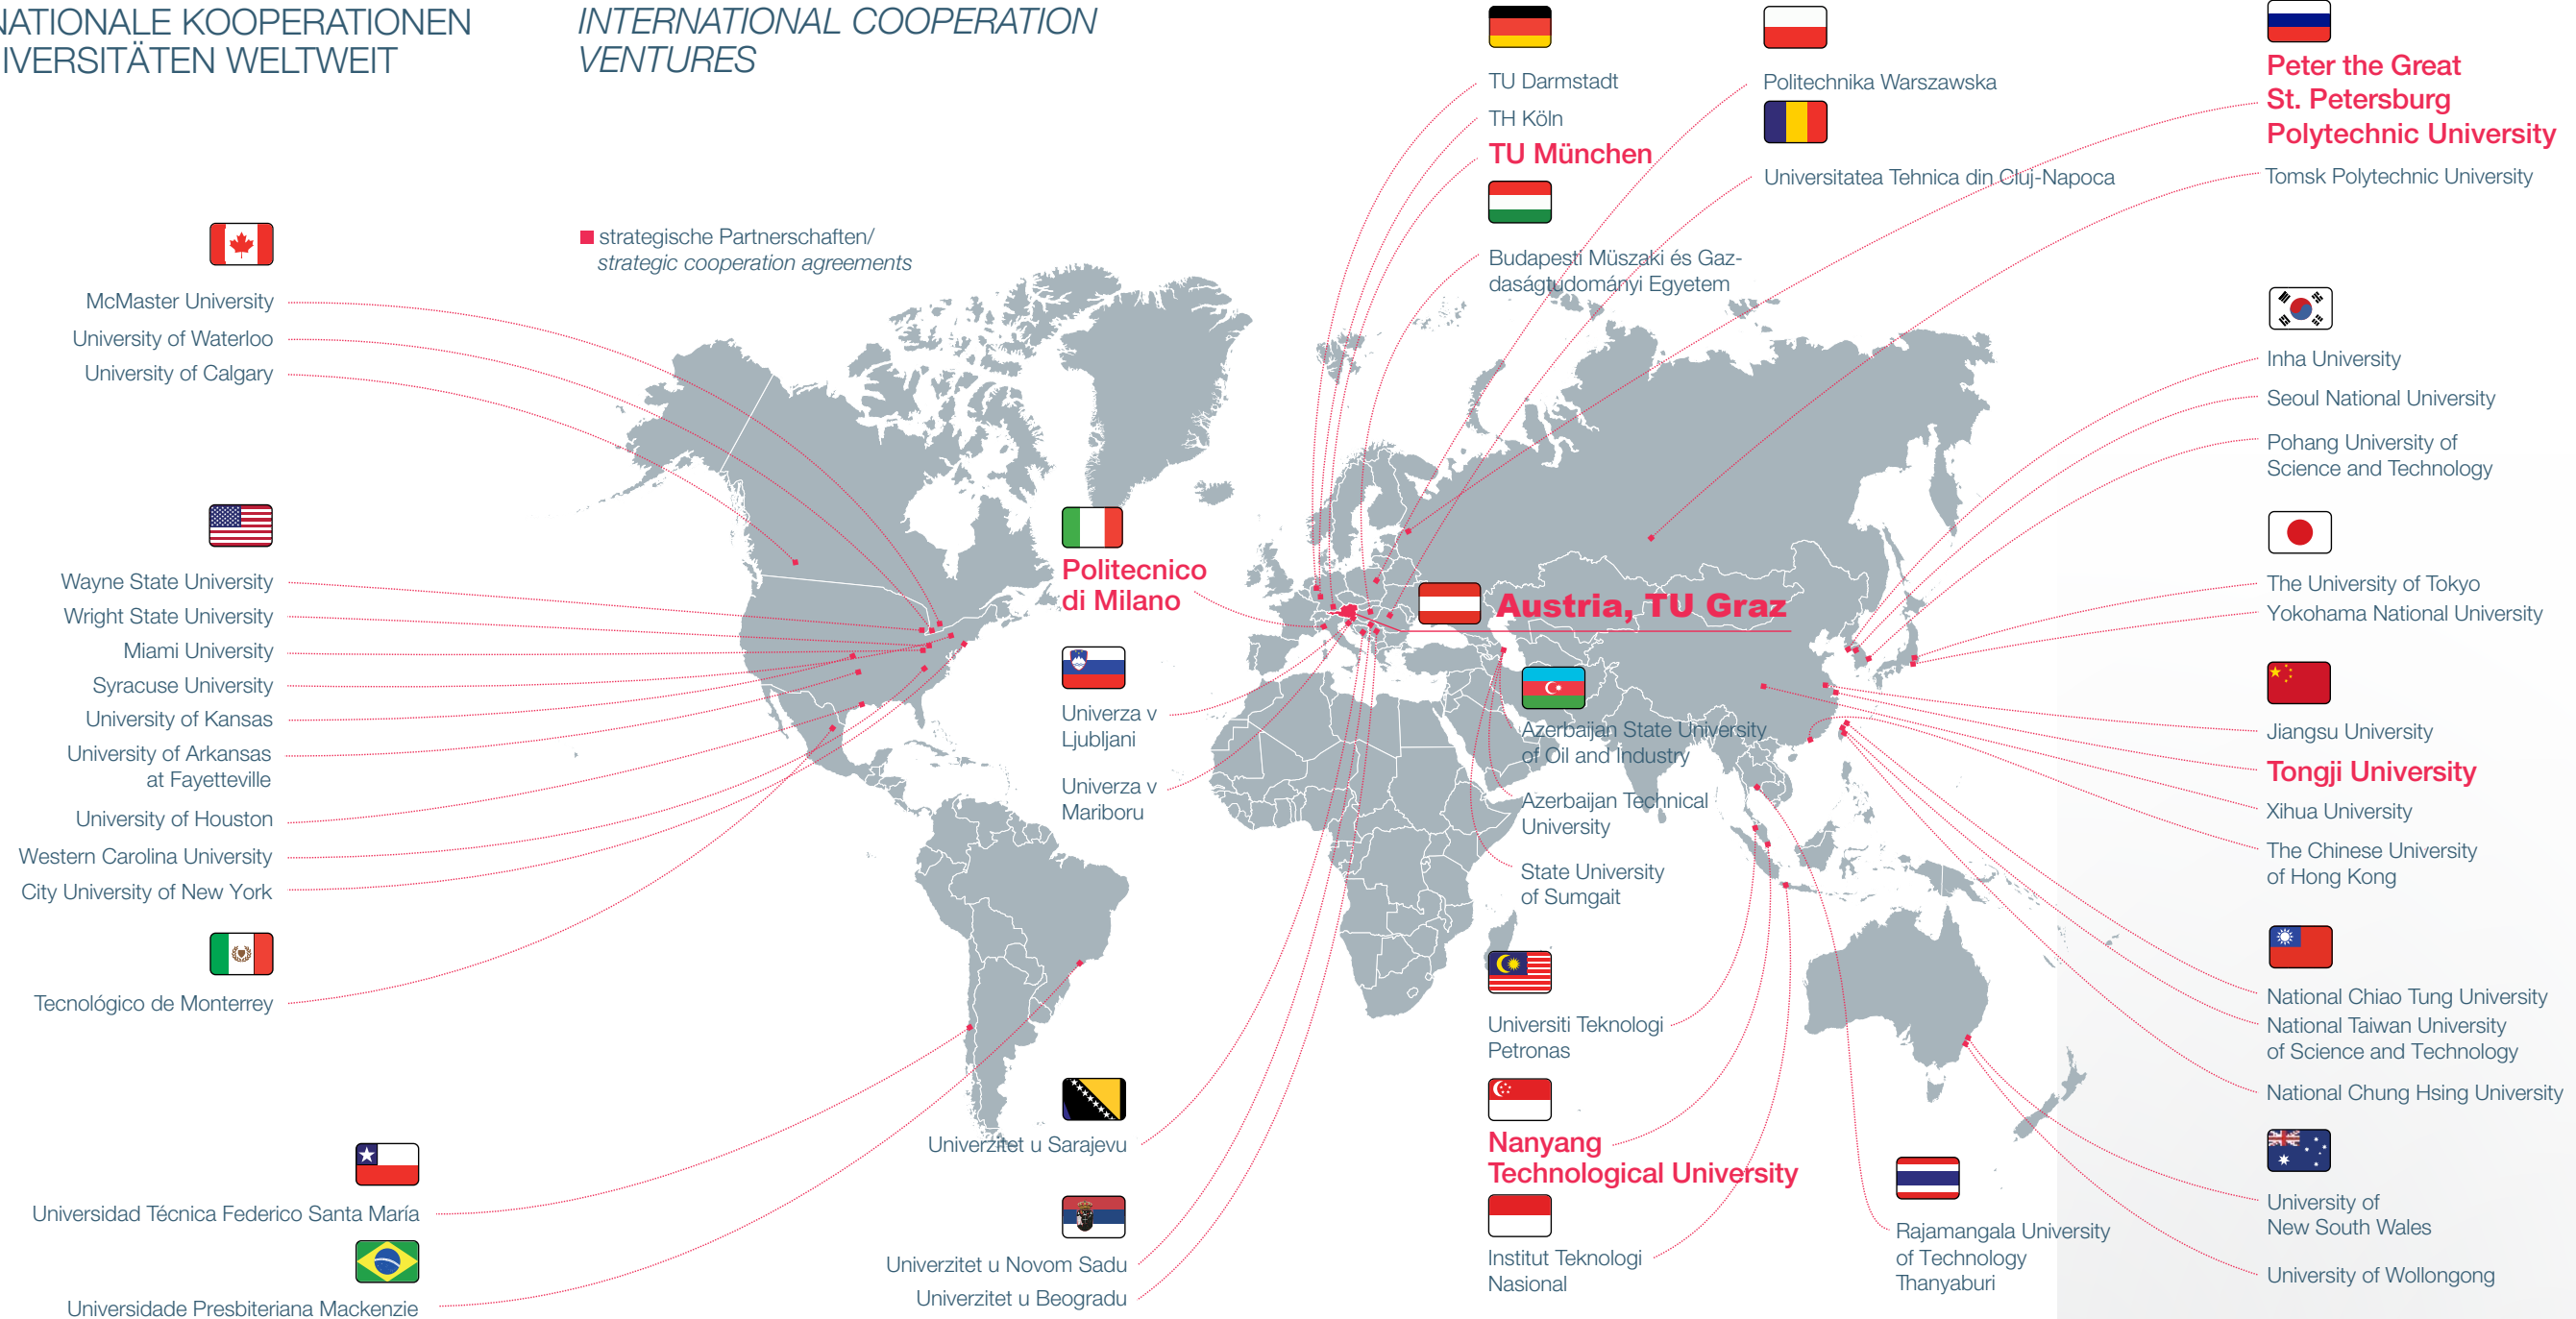 NATIONALE KOOPERATIONEN
IVERSITÄTEN WELTWEIT
INTERNATIONAL COOPERATION
VENTURES
strategische Partnerschaften/
strategic cooperation agreements
McMaster University
University of Waterloo
University of Calgary
Wayne State University
Wright State University
Miami University
Syracuse University
University of Kansas
University of Arkansas
at Fayetteville
University of Houston
Western Carolina University
City University of New York
Tecnológico de Monterrey
Universidad Técnica Federico Santa María
Universidade Presbiteriana Mackenzie
Politecnico
di Milano
Univerza v
Ljubljani
Univerza v
Mariboru
Univerzitet u Sarajevu
Univerzitet u Novom Sadu
Univerzitet u Beogradu
TU Darmstadt
TH Köln
TU München
Budapesti Müszaki és Gaz-
daságtudományi Egyetem
Politechnika Warszawska
Universitatea Tehnica din Cluj-Napoca
Austria, TU Graz
Azerbaijan State University
of Oil and Industry
Azerbaijan Technical
University
State University
of Sumgait
Universiti Teknologi
Petronas
Nanyang
Technological University
Institut Teknologi
Nasional
Rajamangala University
of Technology
Thanyaburi
Peter the Great
St. Petersburg
Polytechnic University
Tomsk Polytechnic University
Inha University
Seoul National University
Pohang University of
Science and Technology
The University of Tokyo
Yokohama National University
Jiangsu University
Tongji University
Xihua University
The Chinese University
of Hong Kong
National Chiao Tung University
National Taiwan University
of Science and Technology
National Chung Hsing University
University of
New South Wales
University of Wollongong